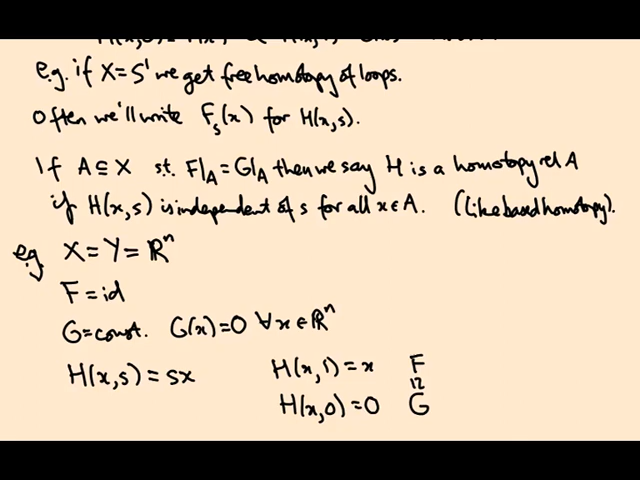 e.g. if X = S¹ we get free homotopy of loops.
Often we'll write Fₛ(x) for H(x,s).
If A ⊆ X st. F|_A = G|_A then we say H is a homotopy rel A
if H(x,s) is independent of s for all x ∈ A. (like based homotopy).
e.g. X = Y = ℝⁿ
F = id
G = const. G(x) = 0 ∀x ∈ ℝⁿ
H(x,s) = sx H(x,1) = x F
≃
H(x,0) = 0 G